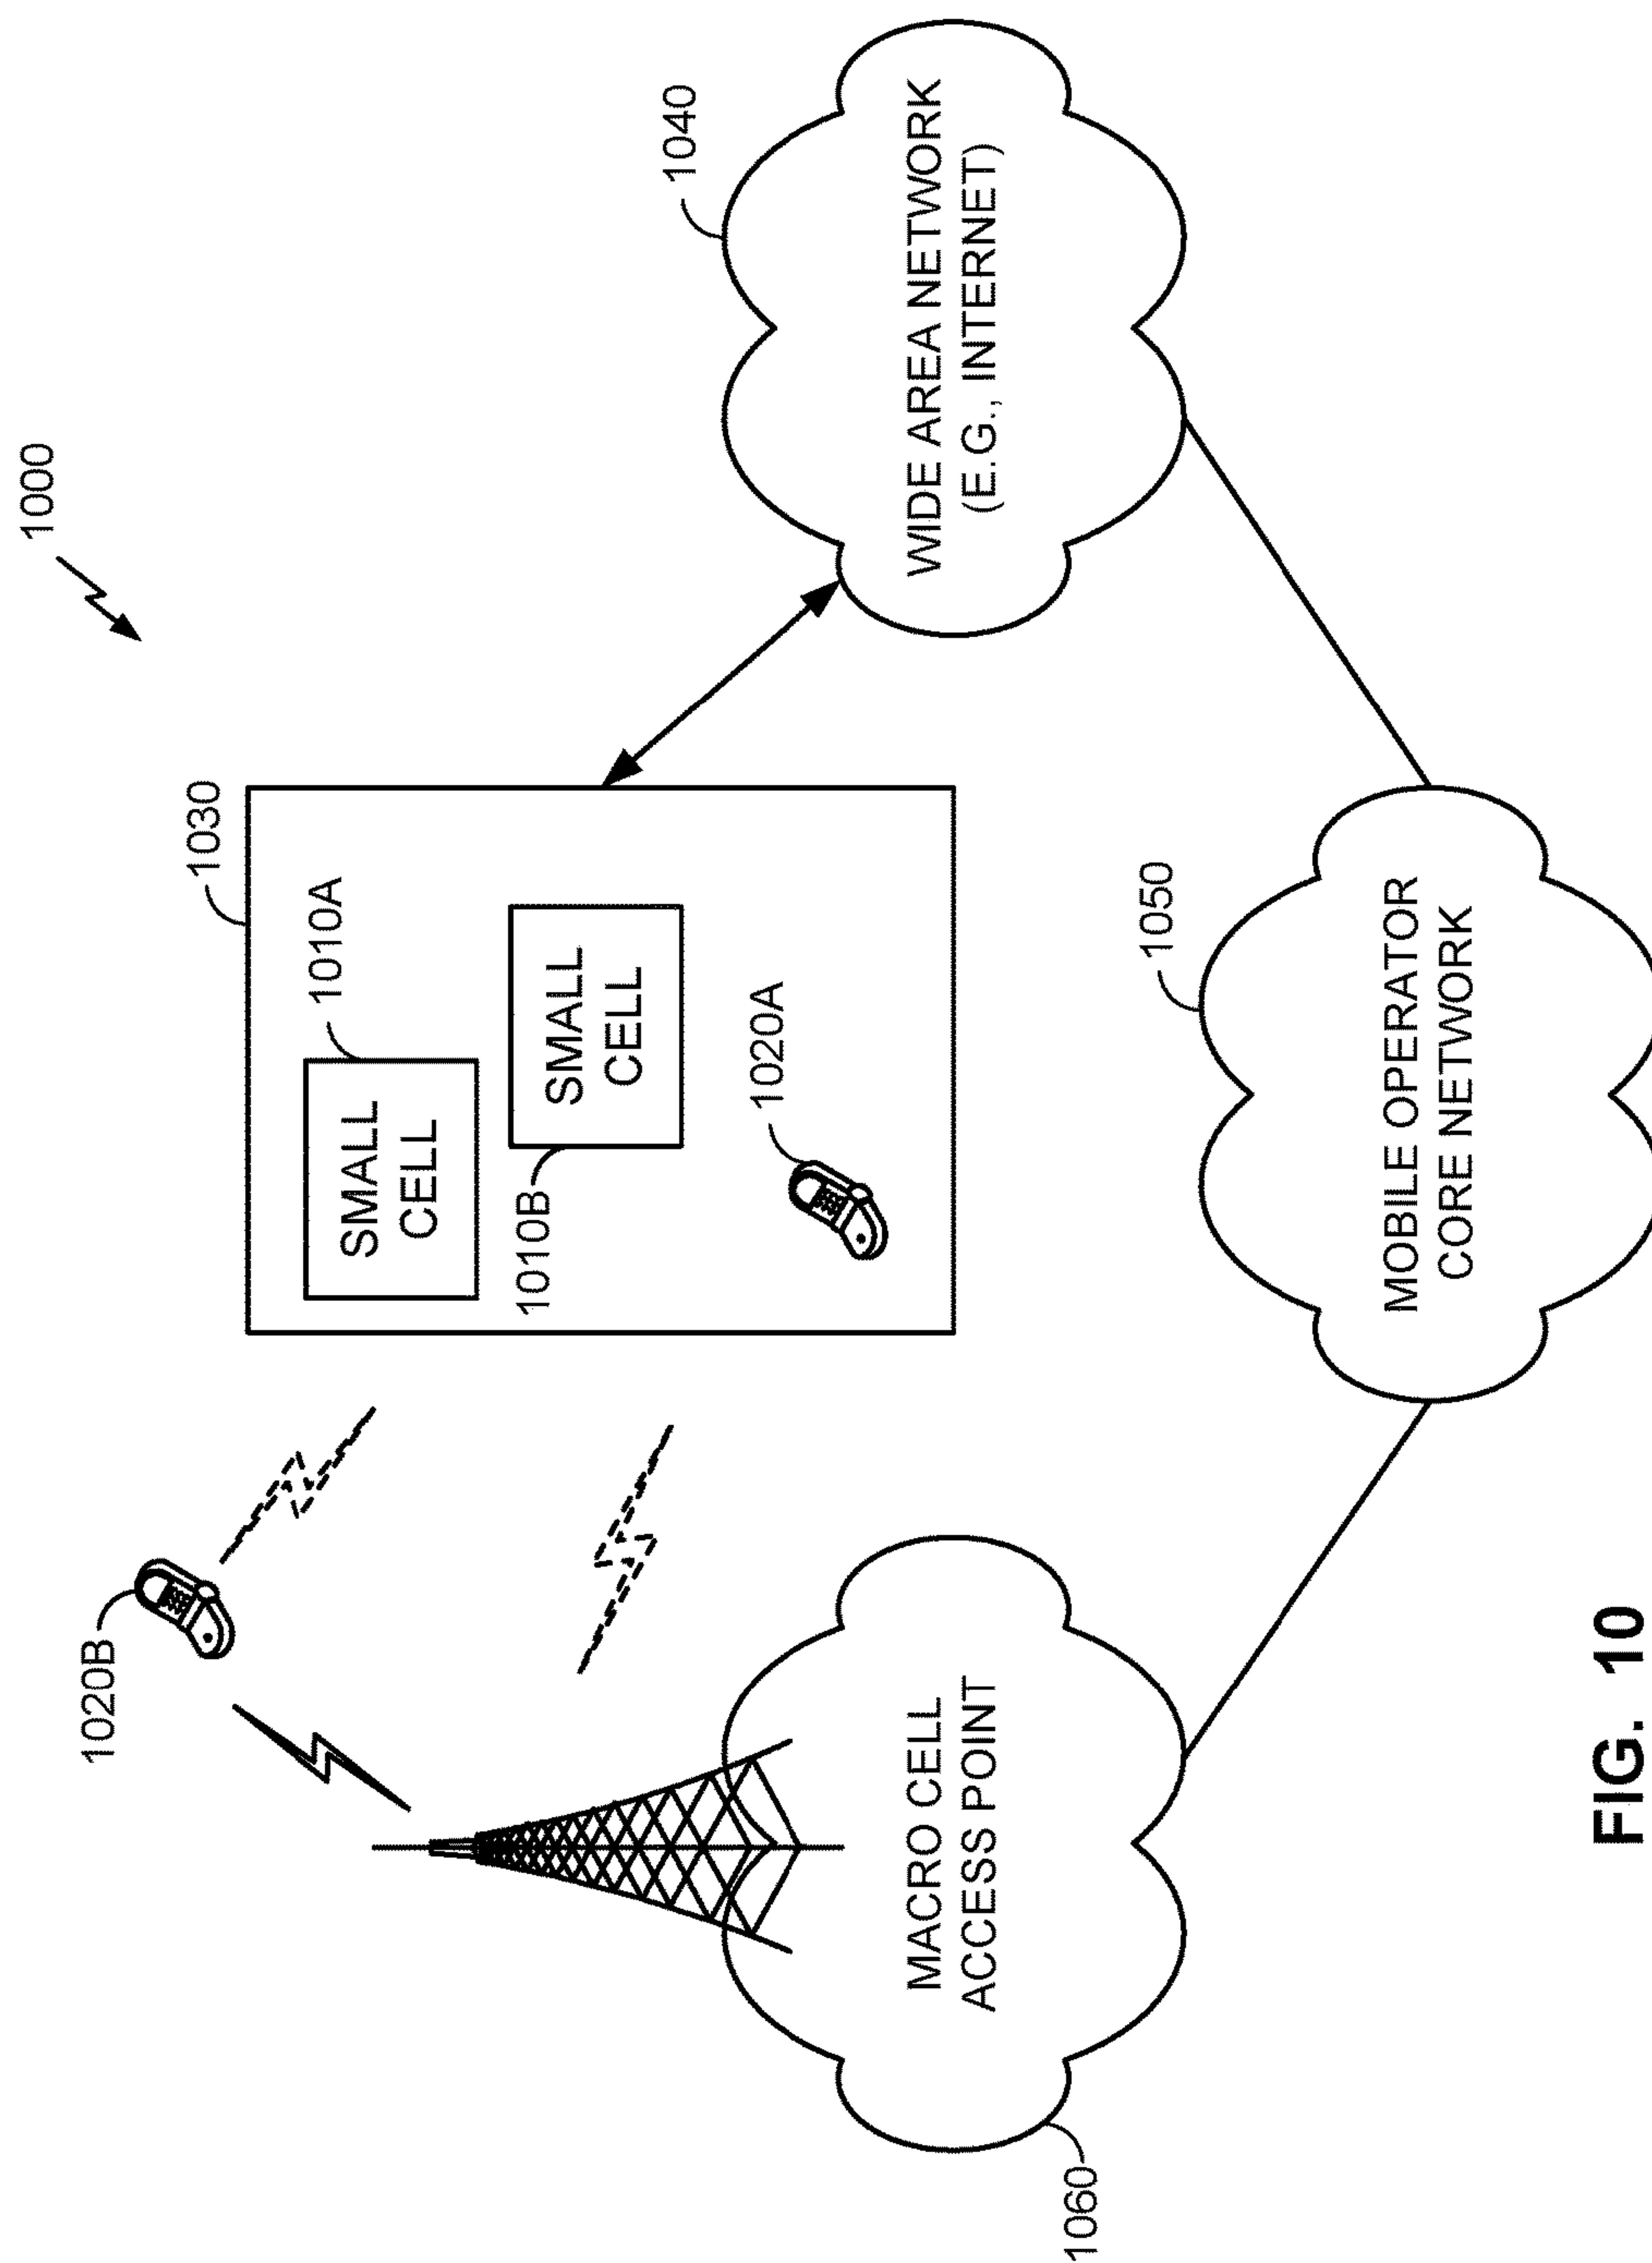 1000
1020B
1030
1010A
SMALL
CELL
1010B
SMALL
CELL
1020A
1040
WIDE AREA NETWORK
(E.G., INTERNET)
MACRO CELL
ACCESS POINT
1060
1050
MOBILE OPERATOR
CORE NETWORK
FIG. 10